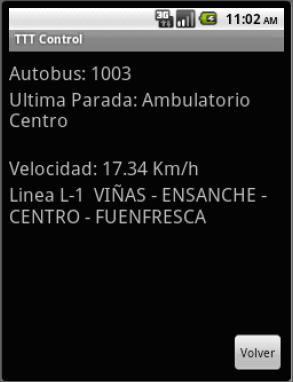 3G 11:02 AM
TTT Control
Autobus: 1003
Ultima Parada: Ambulatorio
Centro
Velocidad: 17.34 Km/h
Linea L-1  VIÑAS - ENSANCHE -
CENTRO - FUENFRESCA
Volver